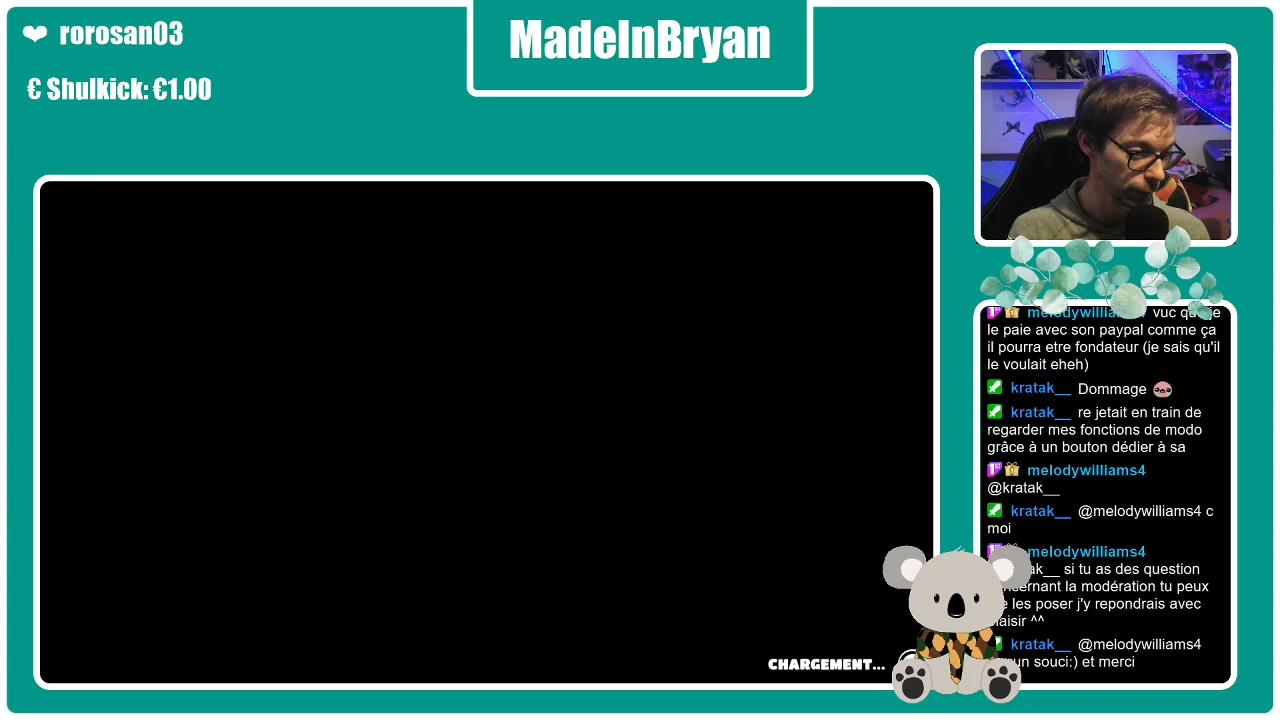 ❤ rorosan03
MadeInBryan
€ Shulkick: €1.00
le paie avec son paypal comme ça
il pourra etre fondateur (je sais qu'il
le voulait eheh)
kratak__ Dommage
kratak__ re jetait en train de
regarder mes fonctions de modo
grâce à un bouton dédier à sa
melodywilliams4
@kratak__
kratak__ @melodywilliams4 c
moi
melodywilliams4
si tu as des question
la modération tu peux
les poser j'y repondrais avec
^^
kratak__ @melodywilliams4
souci:) et merci
CHARGEMENT...